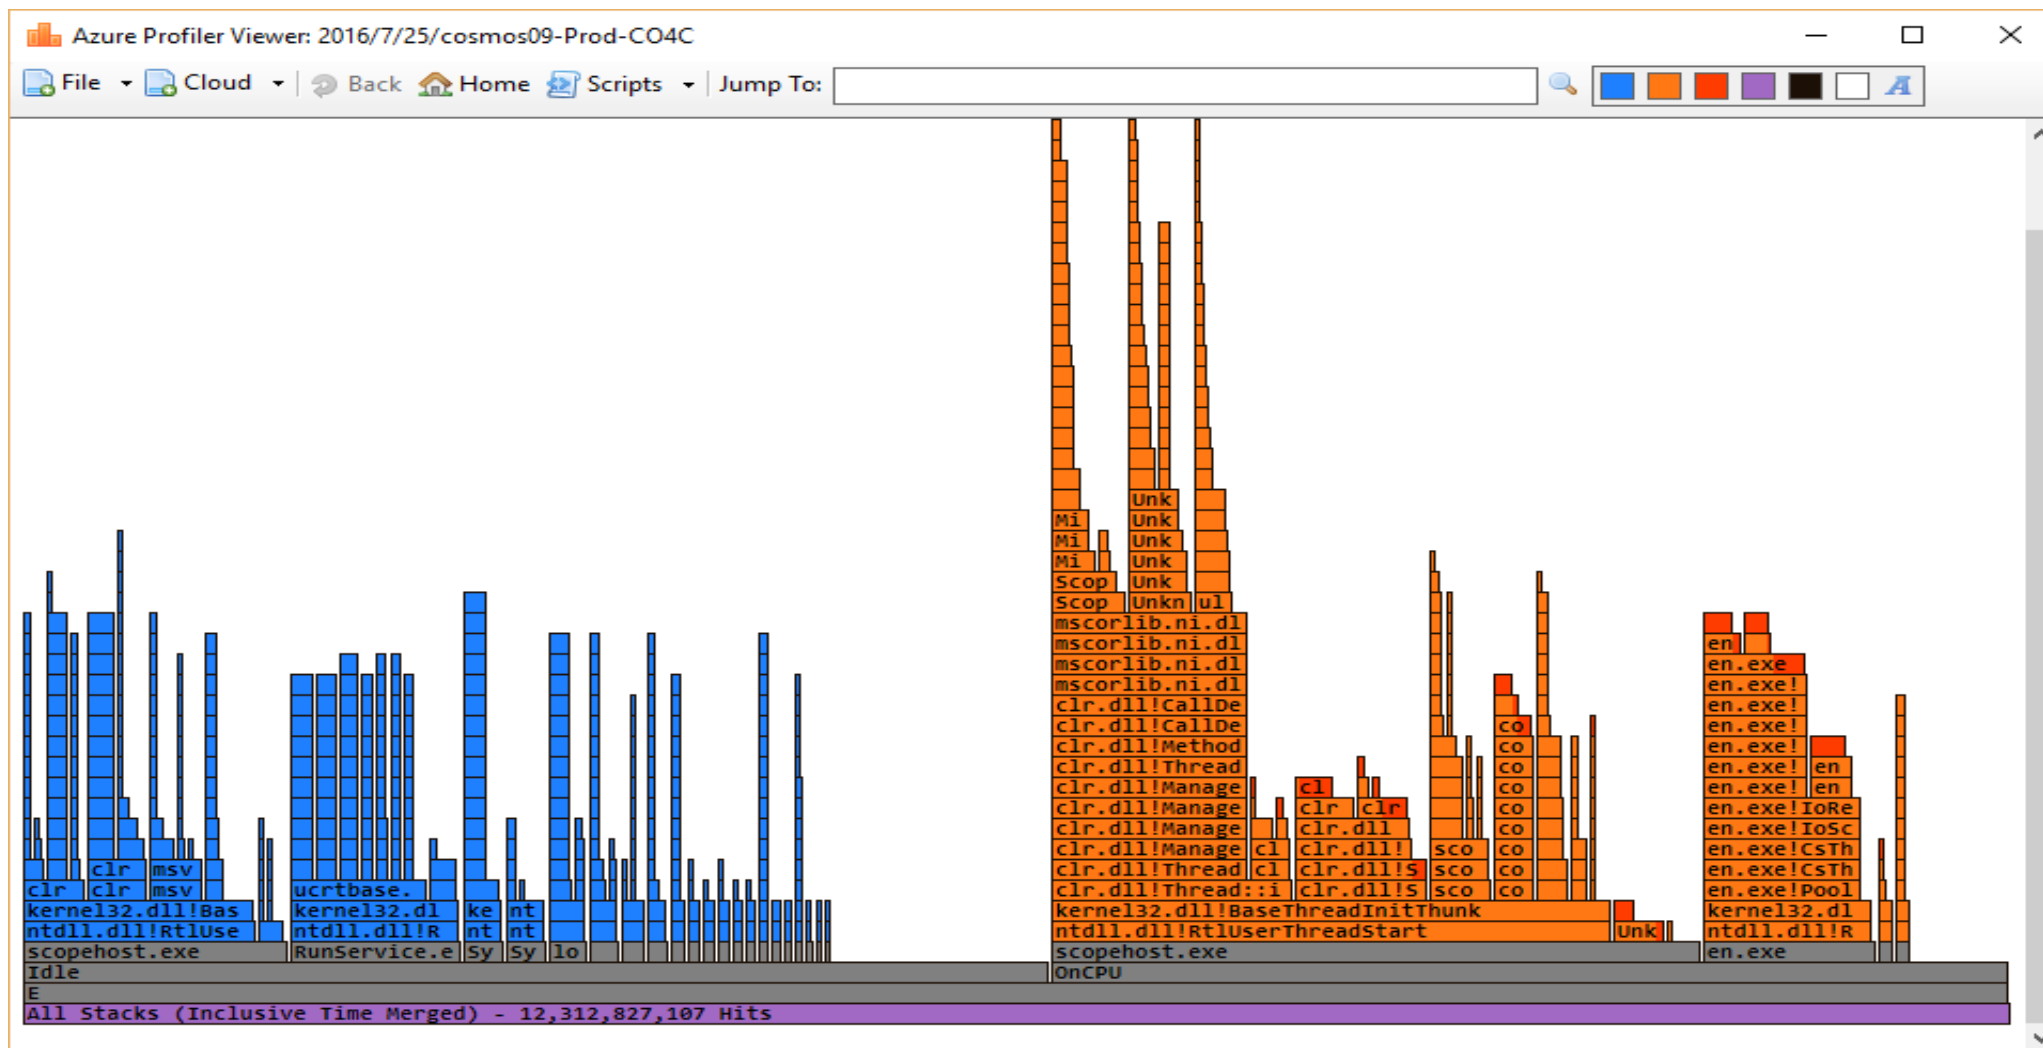 Azure Profiler Viewer: 2016/7/25/cosmos09-Prod-CO4C
File Cloud Back Home Scripts Jump To: A
Unk
Mi Unk
Mi Unk
Mi Unk
Scop Unk
Scop Unkn ul
mscorlib.ni.dl
mscorlib.ni.dl en
mscorlib.ni.dl en.exe
mscorlib.ni.dl en.exe!
clr.dll!CallDe en.exe!
clr.dll!CallDe co en.exe!
clr.dll!Method co en.exe!
clr.dll!Thread co en.exe! en
clr.dll!Manage cl co en.exe! en
clr.dll!Manage clr clr co en.exe!IoRe
clr.dll!Manage clr.dll co en.exe!IoSc
clr.dll!Manage cl clr.dll! sco co en.exe!CsTh
clr msv clr.dll!Thread cl clr.dll!S sco co en.exe!CsTh
clr clr msv ucrtbase. clr.dll!Thread::i clr.dll!S sco co en.exe!Pool
kernel32.dll!Bas kernel32.dl ke nt kernel32.dll!BaseThreadInitThunk kernel32.dl
ntdll.dll!RtlUse ntdll.dll!R nt nt ntdll.dll!RtlUserThreadStart Unk ntdll.dll!R
scopehost.exe RunService.e Sy Sy lo scopehost.exe en.exe
Idle OnCPU
E
All Stacks (Inclusive Time Merged) - 12,312,827,107 Hits